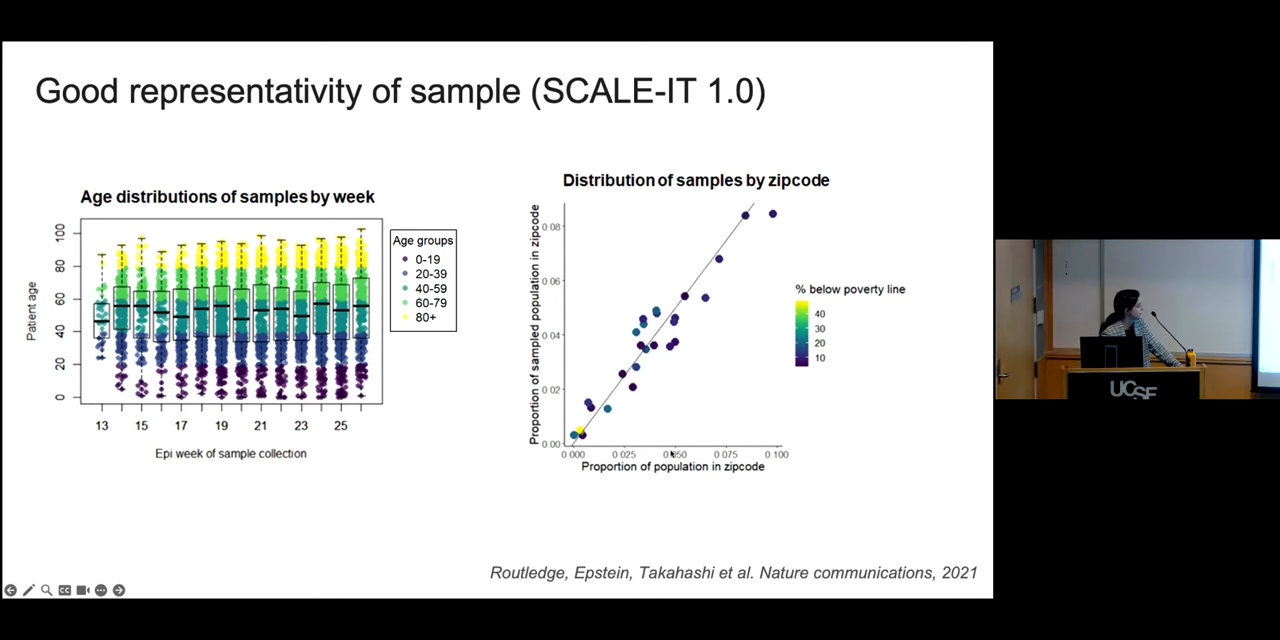 Good representativity of sample (SCALE-IT 1.0)
Age distributions of samples by week
Patient age
100
80
60
40
20
0
13
15
17
19
21
23
25
Epi week of sample collection
Age groups
0-19
20-39
40-59
60-79
80+
Distribution of samples by zipcode
Proportion of sampled population in zipcode
0.08
0.06
0.04
0.02
0.00
0.000
0.025
0.050
0.075
0.100
Proportion of population in zipcode
% below poverty line
40
30
20
10
Routledge, Epstein, Takahashi et al. Nature communications, 2021
CC
UCSF